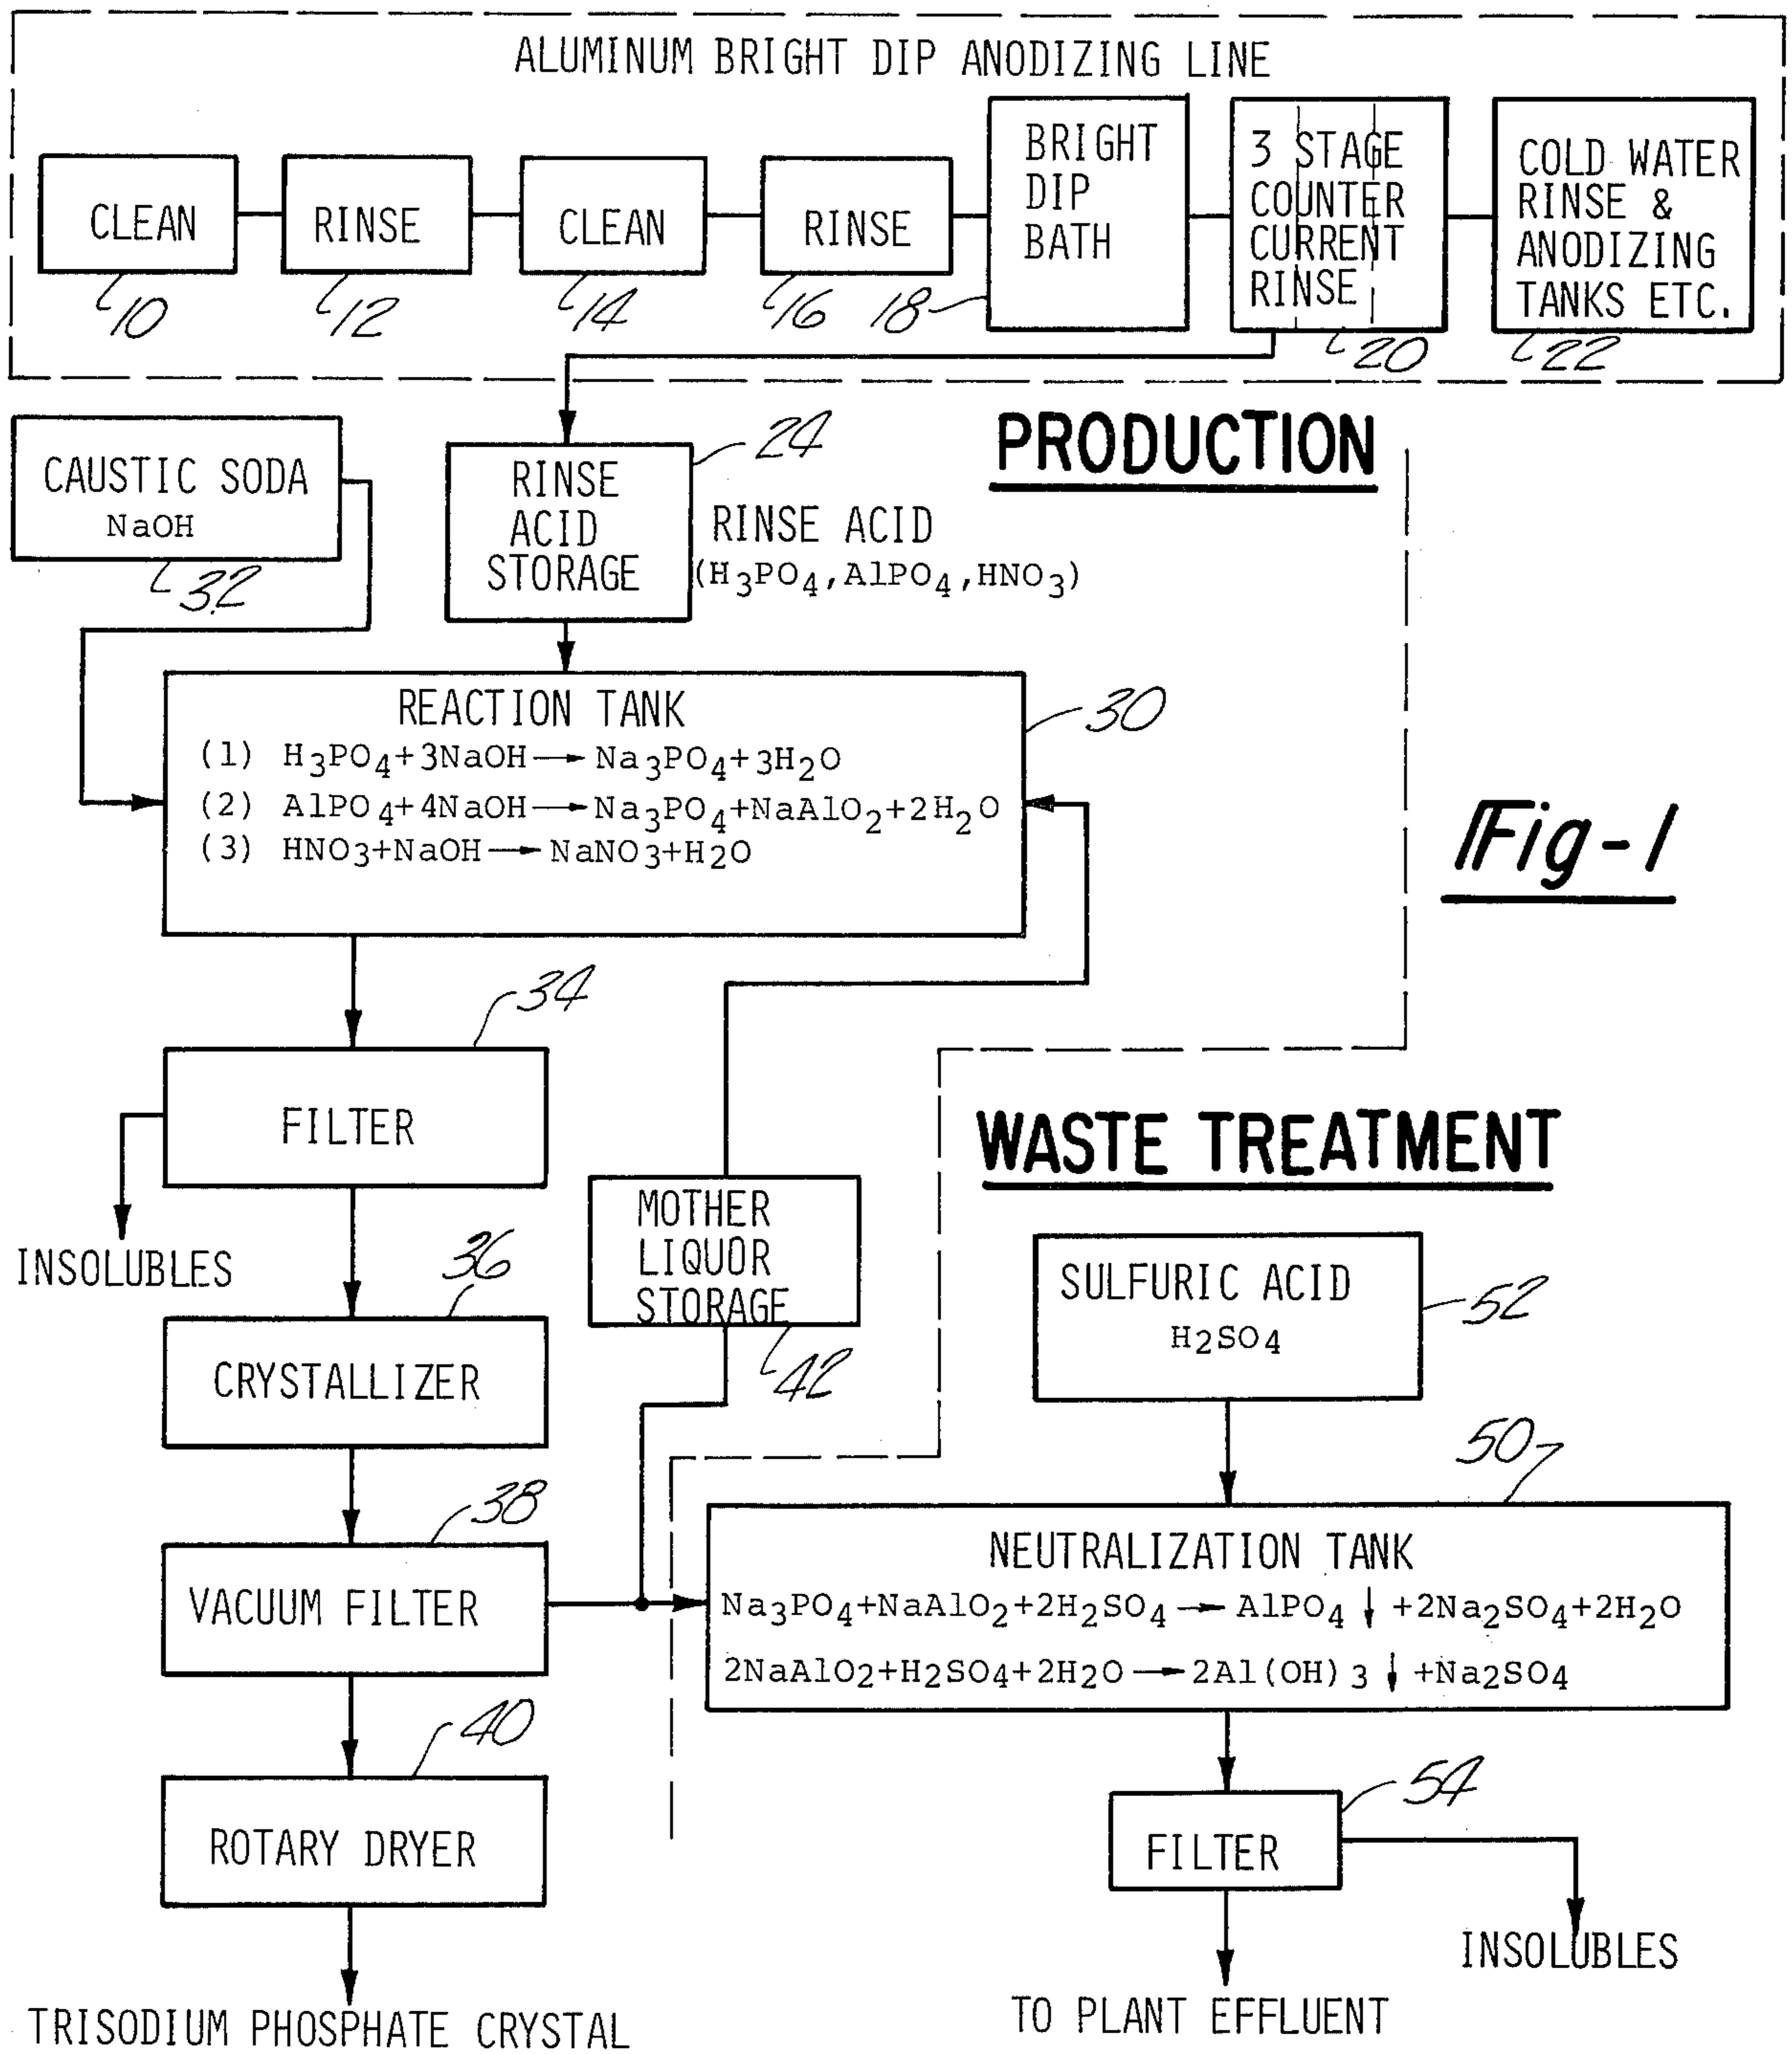 ALUMINUM BRIGHT DIP ANODIZING LINE
CLEAN
10
RINSE
12
CLEAN
14
RINSE
16
BRIGHT
DIP
BATH
18
3 STAGE
COUNTER
CURRENT
RINSE
20
COLD WATER
RINSE &
ANODIZING
TANKS ETC.
22
CAUSTIC SODA
NaOH
32
RINSE
ACID
STORAGE
24
RINSE ACID
(H3PO4,AlPO4,HNO3)
PRODUCTION
REACTION TANK
(1) H3PO4+3NaOH→Na3PO4+3H2O
(2) AlPO4+4NaOH→Na3PO4+NaAlO2+2H2O
(3) HNO3+NaOH→NaNO3+H2O
30
Fig-1
FILTER
34
INSOLUBLES
CRYSTALLIZER
36
MOTHER
LIQUOR
STORAGE
42
VACUUM FILTER
38
ROTARY DRYER
40
TRISODIUM PHOSPHATE CRYSTAL
WASTE TREATMENT
SULFURIC ACID
H2SO4
52
NEUTRALIZATION TANK
50
Na3PO4+NaAlO2+2H2SO4→AlPO4↓+2Na2SO4+2H2O
2NaAlO2+H2SO4+2H2O→2Al(OH)3↓+Na2SO4
FILTER
54
INSOLUBLES
TO PLANT EFFLUENT